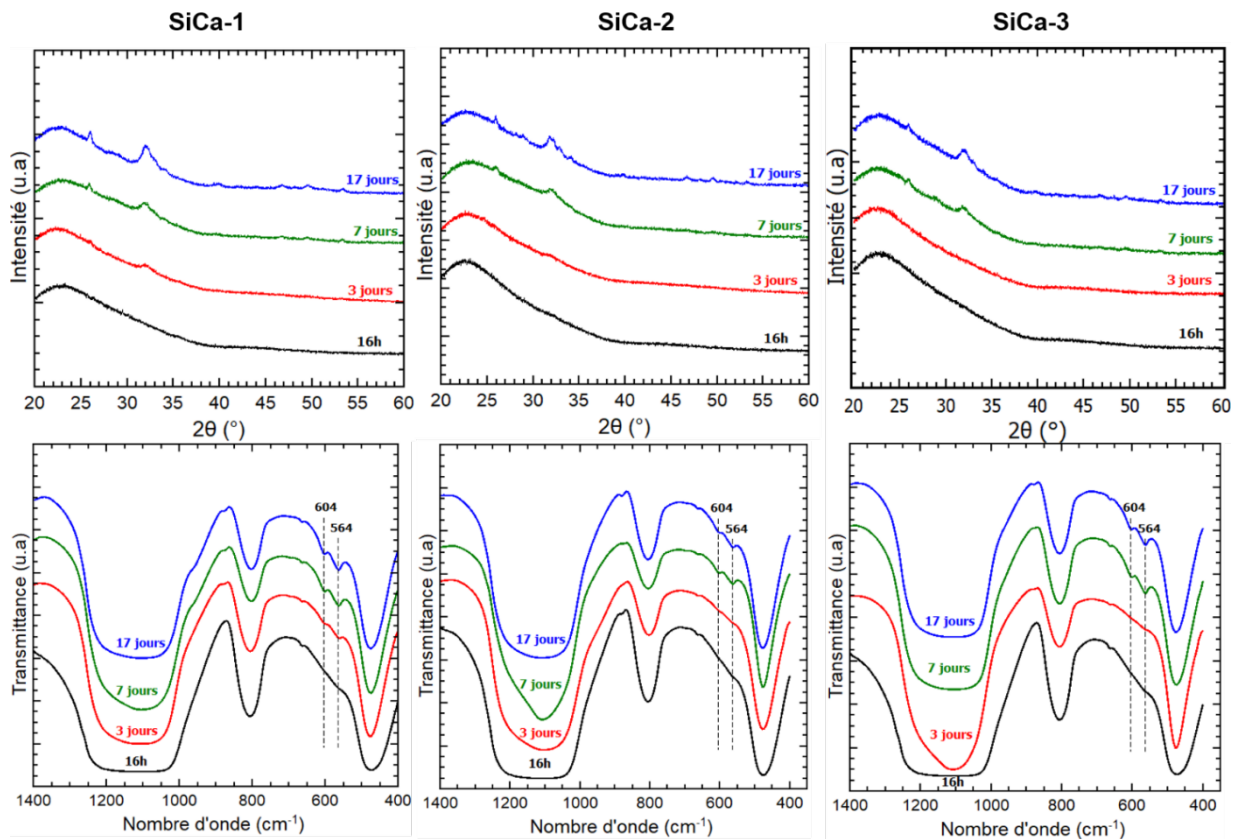 SiCa-1
SiCa-2
SiCa-3
Intensité (u.a)
17 jours
7 jours
3 jours
16h
20 25 30 35 40 45 50 55 60
2θ (°)
Intensité (u.a)
17 jours
7 jours
3 jours
16h
20 25 30 35 40 45 50 55 60
2θ (°)
Intensité (u.a)
17 jours
7 jours
3 jours
16h
20 25 30 35 40 45 50 55 60
2θ (°)
Transmittance (u.a)
604
564
17 jours
7 jours
3 jours
16h
1400 1200 1000 800 600 400
Nombre d'onde (cm⁻¹)
Transmittance (u.a)
604
564
17 jours
7 jours
3 jours
16h
1400 1200 1000 800 600 400
Nombre d'onde (cm⁻¹)
Transmittance (u.a)
604
564
17 jours
7 jours
3 jours
16h
1400 1200 1000 800 600 400
Nombre d'onde (cm⁻¹)